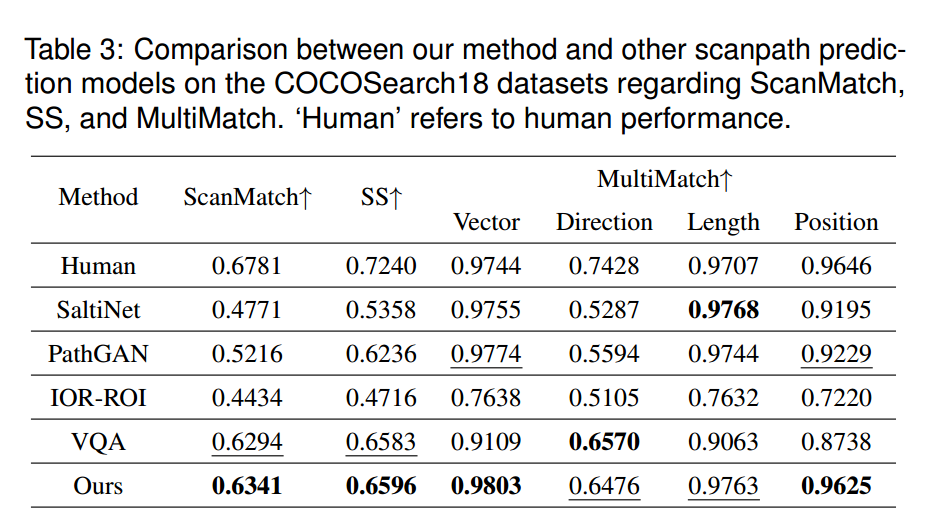 Table 3: Comparison between our method and other scanpath predic-
tion models on the COCOSearch18 datasets regarding ScanMatch,
SS, and MultiMatch. ‘Human’ refers to human performance.
Method ScanMatch↑ SS↑ MultiMatch↑
Vector Direction Length Position
Human 0.6781 0.7240 0.9744 0.7428 0.9707 0.9646
SaltiNet 0.4771 0.5358 0.9755 0.5287 0.9768 0.9195
PathGAN 0.5216 0.6236 0.9774 0.5594 0.9744 0.9229
IOR-ROI 0.4434 0.4716 0.7638 0.5105 0.7632 0.7220
VQA 0.6294 0.6583 0.9109 0.6570 0.9063 0.8738
Ours 0.6341 0.6596 0.9803 0.6476 0.9763 0.9625